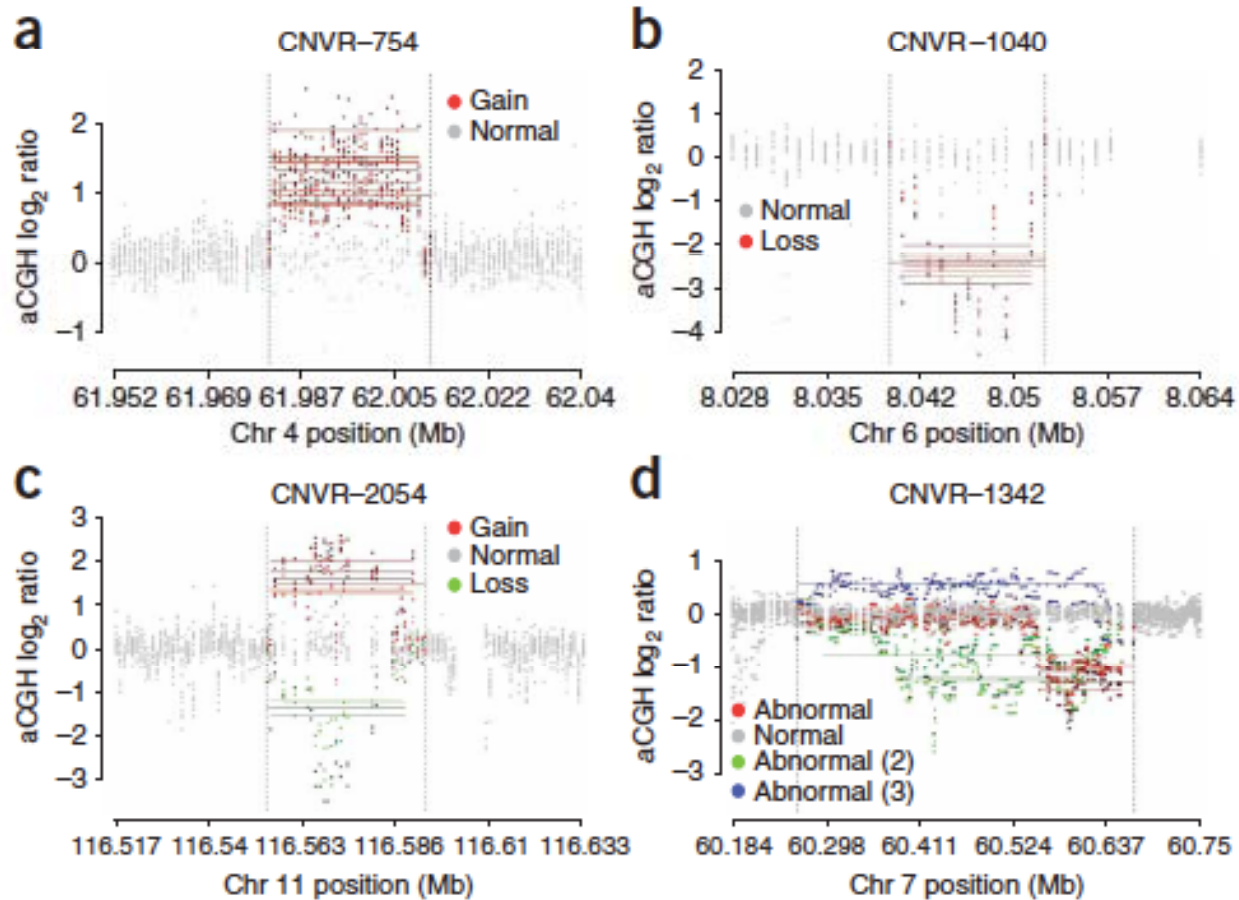 a
CNVR–754
Gain
Normal
aCGH log2 ratio
2
1
0
–1
61.952 61.969 61.987 62.005 62.022 62.04
Chr 4 position (Mb)
b
CNVR–1040
Normal
Loss
aCGH log2 ratio
2
1
0
–1
–2
–3
–4
8.028 8.035 8.042 8.05 8.057 8.064
Chr 6 position (Mb)
c
CNVR–2054
Gain
Normal
Loss
aCGH log2 ratio
3
2
1
0
–1
–2
–3
116.517 116.54 116.563 116.586 116.61 116.633
Chr 11 position (Mb)
d
CNVR–1342
aCGH log2 ratio
1
0
–1
–2
–3
Abnormal
Normal
Abnormal (2)
Abnormal (3)
60.184 60.298 60.411 60.524 60.637 60.75
Chr 7 position (Mb)